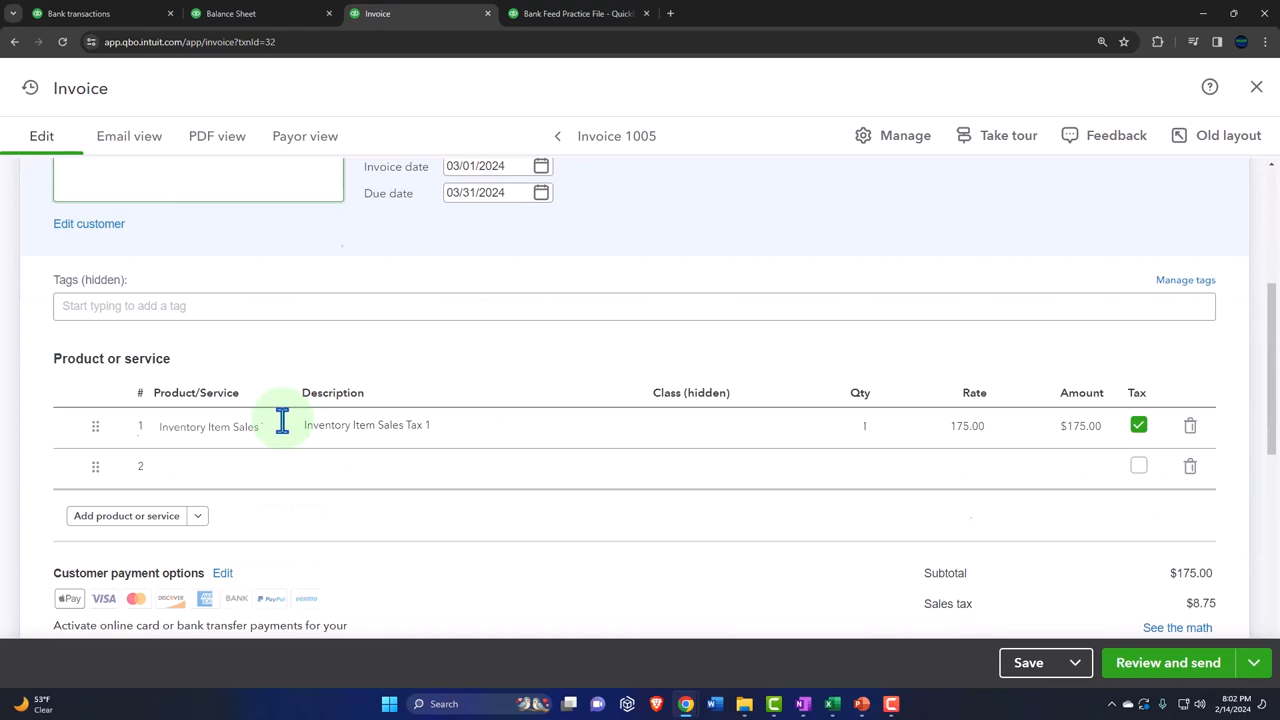 Bank transactions
Balance Sheet
Invoice
Bank Feed Practice File - Quick
app.qbo.intuit.com/app/invoice?txnId=32
Invoice
Edit
Email view
PDF view
Payor view
Invoice 1005
Manage
Take tour
Feedback
Old layout
Invoice date
03/01/2024
Due date
03/31/2024
Edit customer
Tags (hidden):
Manage tags
Start typing to add a tag
Product or service
# Product/Service Description Class (hidden) Qty Rate Amount Tax
1 Inventory Item Sales Inventory Item Sales Tax 1 1 175.00 $175.00
2
Add product or service
Customer payment options Edit
Subtotal $175.00
Pay VISA DISCOVER BANK PayPal venmo
Sales tax $8.75
Activate online card or bank transfer payments for your
See the math
Save
Review and send
53°F
Clear
Search
8:02 PM
2/14/2024